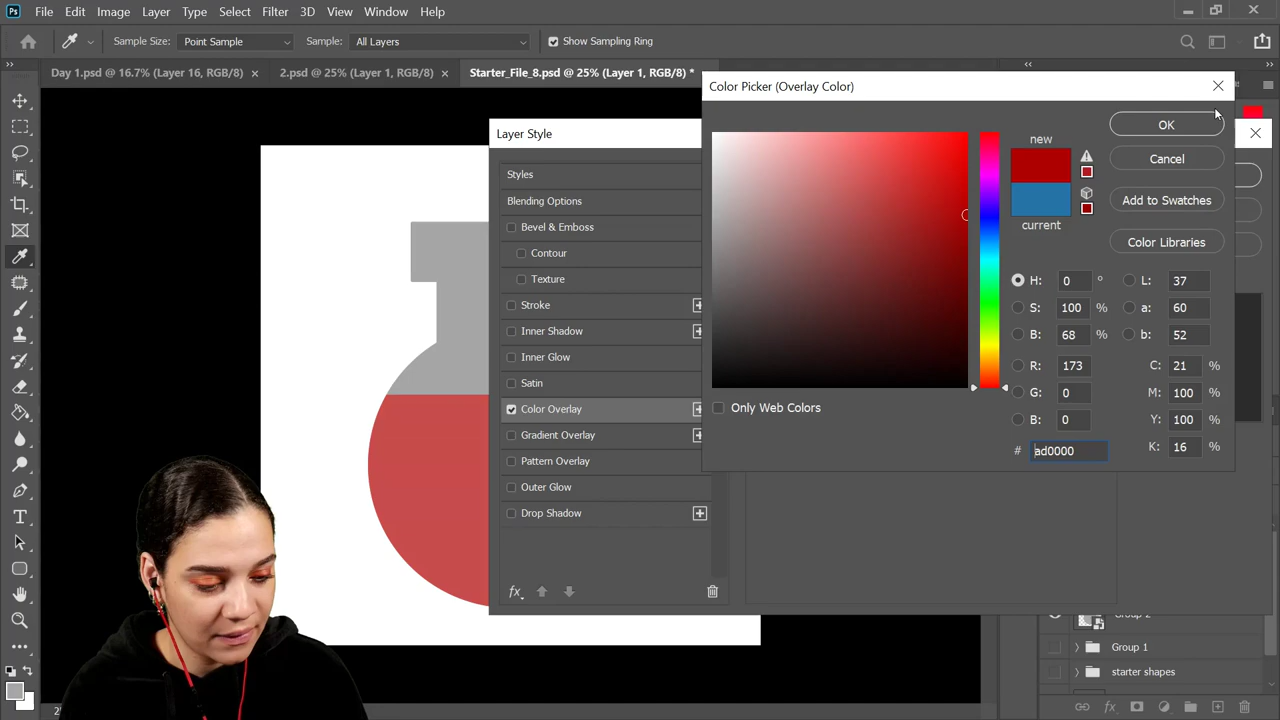 Ps File Edit Image Layer Type Select Filter 3D View Window Help
Sample Size: Point Sample Sample: All Layers Show Sampling Ring
Day 1.psd @ 16.7% (Layer 16, RGB/8) × 2.psd @ 25% (Layer 1, RGB/8) × Starter_File_8.psd @ 25% (Layer 1, RGB/8) *
Color Picker (Overlay Color)
Layer Style
Styles
Blending Options
Bevel & Emboss
Contour
Texture
Stroke
Inner Shadow
Inner Glow
Satin
Color Overlay
Gradient Overlay
Pattern Overlay
Outer Glow
Drop Shadow
fx
new
current
OK
Cancel
Add to Swatches
Color Libraries
H: 0 ° L: 37
S: 100 % a: 60
B: 68 % b: 52
R: 173 C: 21 %
G: 0 M: 100 %
B: 0 Y: 100 %
# ad0000 K: 16 %
Only Web Colors
Group 1
starter shapes
fx